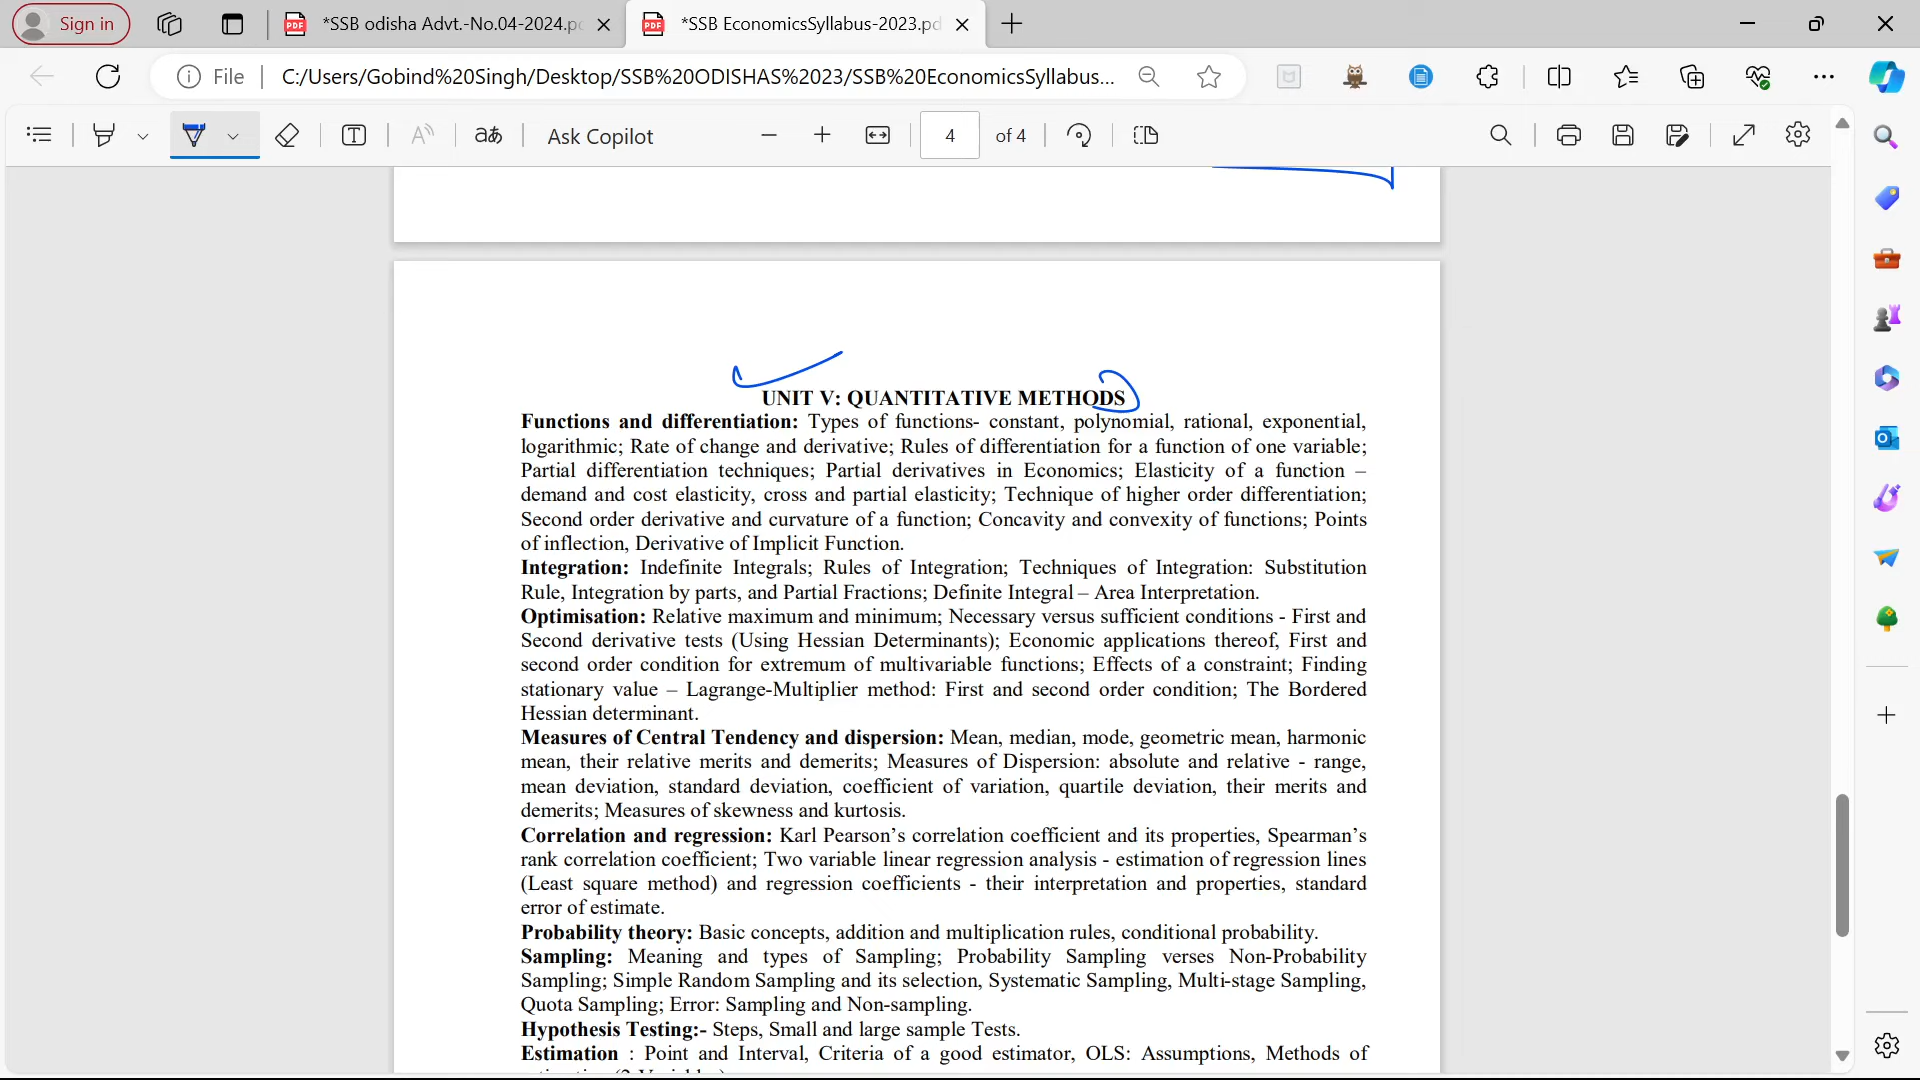 Sign in
*SSB odisha Advt.-No.04-2024.pc
*SSB EconomicsSyllabus-2023.pd
File
C:/Users/Gobind%20Singh/Desktop/SSB%20ODISHAS%2023/SSB%20EconomicsSyllabus...
aあ Ask Copilot 4 of 4
UNIT V: QUANTITATIVE METHODS
Functions and differentiation: Types of functions- constant, polynomial, rational, exponential,
logarithmic; Rate of change and derivative; Rules of differentiation for a function of one variable;
Partial differentiation techniques; Partial derivatives in Economics; Elasticity of a function –
demand and cost elasticity, cross and partial elasticity; Technique of higher order differentiation;
Second order derivative and curvature of a function; Concavity and convexity of functions; Points
of inflection, Derivative of Implicit Function.
Integration: Indefinite Integrals; Rules of Integration; Techniques of Integration: Substitution
Rule, Integration by parts, and Partial Fractions; Definite Integral – Area Interpretation.
Optimisation: Relative maximum and minimum; Necessary versus sufficient conditions - First and
Second derivative tests (Using Hessian Determinants); Economic applications thereof, First and
second order condition for extremum of multivariable functions; Effects of a constraint; Finding
stationary value – Lagrange-Multiplier method: First and second order condition; The Bordered
Hessian determinant.
Measures of Central Tendency and dispersion: Mean, median, mode, geometric mean, harmonic
mean, their relative merits and demerits; Measures of Dispersion: absolute and relative - range,
mean deviation, standard deviation, coefficient of variation, quartile deviation, their merits and
demerits; Measures of skewness and kurtosis.
Correlation and regression: Karl Pearson’s correlation coefficient and its properties, Spearman’s
rank correlation coefficient; Two variable linear regression analysis - estimation of regression lines
(Least square method) and regression coefficients - their interpretation and properties, standard
error of estimate.
Probability theory: Basic concepts, addition and multiplication rules, conditional probability.
Sampling: Meaning and types of Sampling; Probability Sampling verses Non-Probability
Sampling; Simple Random Sampling and its selection, Systematic Sampling, Multi-stage Sampling,
Quota Sampling; Error: Sampling and Non-sampling.
Hypothesis Testing:- Steps, Small and large sample Tests.
Estimation : Point and Interval, Criteria of a good estimator, OLS: Assumptions, Methods of